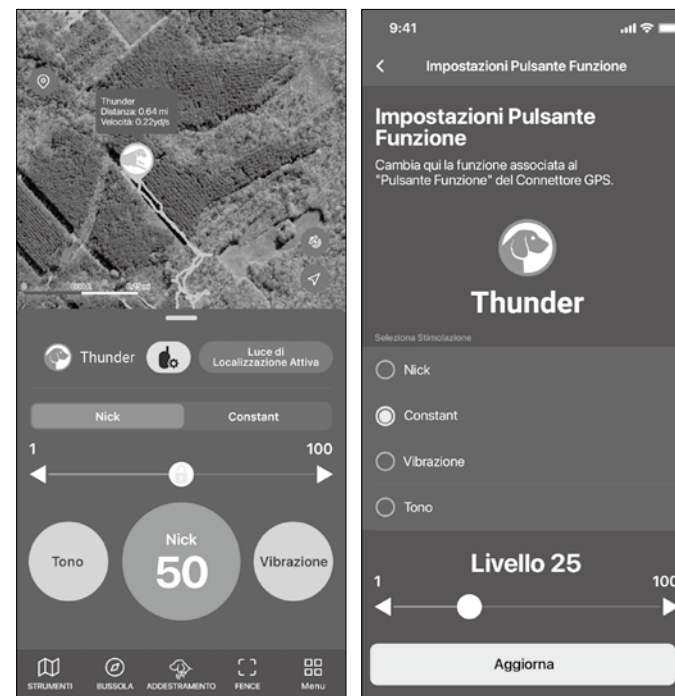 Thunder
Distanza: 0.64 mi
Velocità: 0.22yd/s
0
Thunder
Luce di
Localizzazione Attiva
Nick
Constant
1
100
Tono
Nick
50
Vibrazione
STRUMENTI
BUSSOLA
ADDESTRAMENTO
FENCE
Menu
9:41
Impostazioni Pulsante Funzione
Impostazioni Pulsante
Funzione
Cambia qui la funzione associata al
"Pulsante Funzione" del Connettore GPS.
Thunder
Seleziona Stimolazione
Nick
Constant
Vibrazione
Tono
Livello 25
1
100
Aggiorna